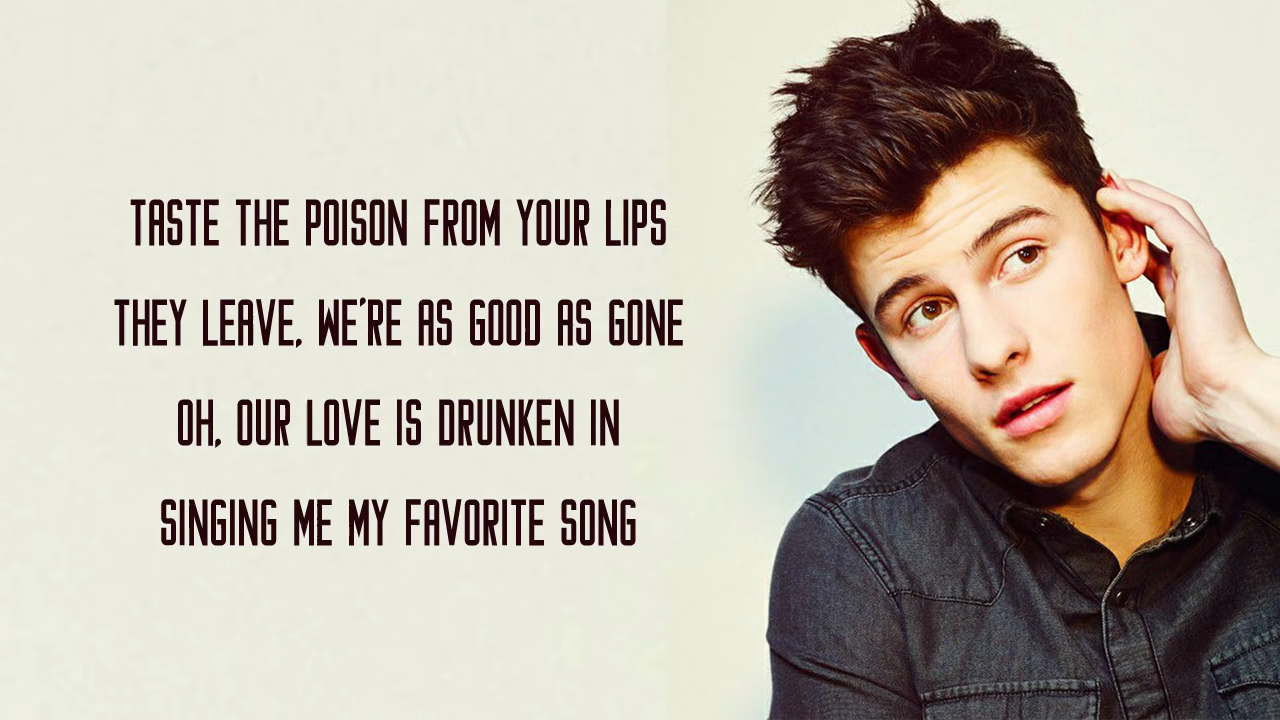 TASTE THE POISON FROM YOUR LIPS
THEY LEAVE, WE'RE AS GOOD AS GONE
OH, OUR LOVE IS DRUNKEN IN
SINGING ME MY FAVORITE SONG